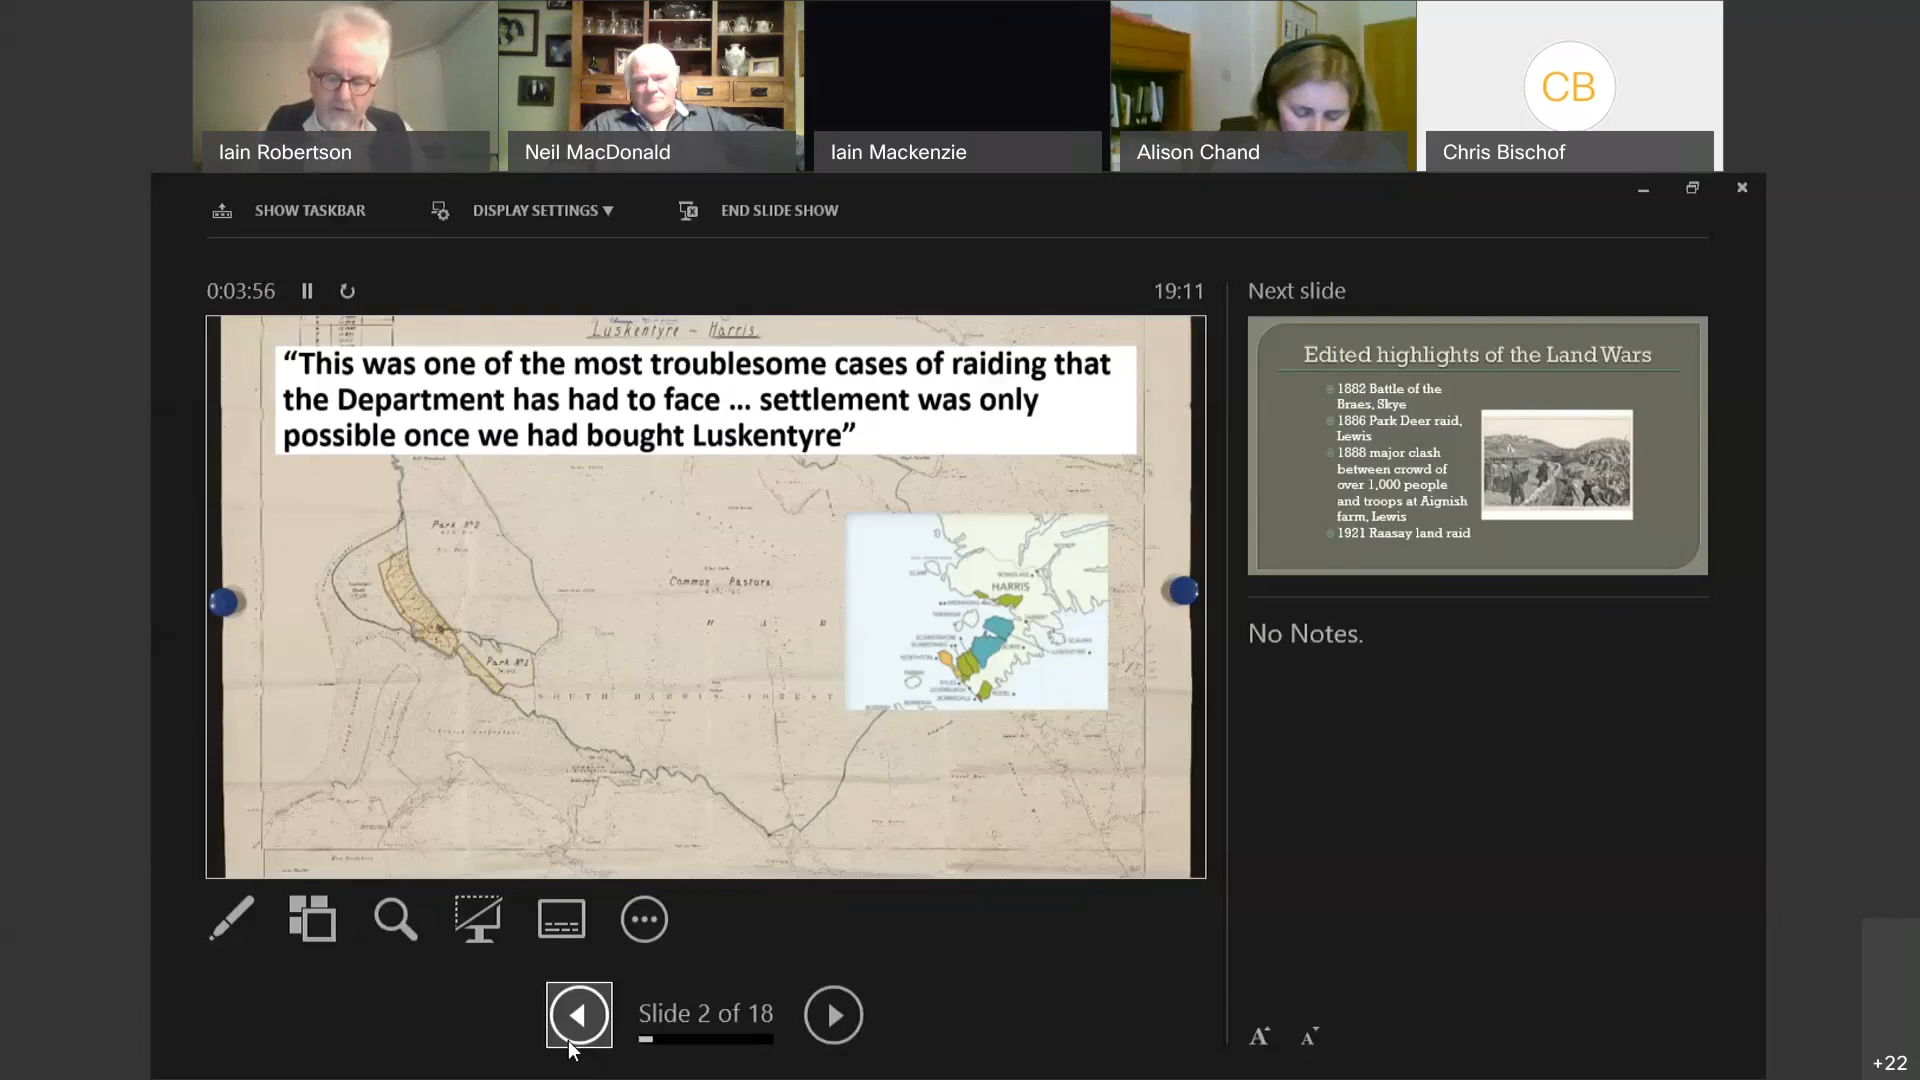 CB
Iain Robertson
Neil MacDonald
Iain Mackenzie
Alison Chand
Chris Bischof
SHOW TASKBAR
DISPLAY SETTINGS ▼
END SLIDE SHOW
0:03:56
19:11
Next slide
Luskentyre ~ Harris.
“This was one of the most troublesome cases of raiding that
the Department has had to face ... settlement was only
possible once we had bought Luskentyre”
Park Nº2
Common Pasture
Park Nº1
SOUTH HARRIS FOREST
HARRIS
Edited highlights of the Land Wars
1882 Battle of the
Braes, Skye
1886 Park Deer raid,
Lewis
1888 major clash
between crowd of
over 1,000 people
and troops at Aignish
farm, Lewis
1921 Raasay land raid
No Notes.
Slide 2 of 18
A A
+22